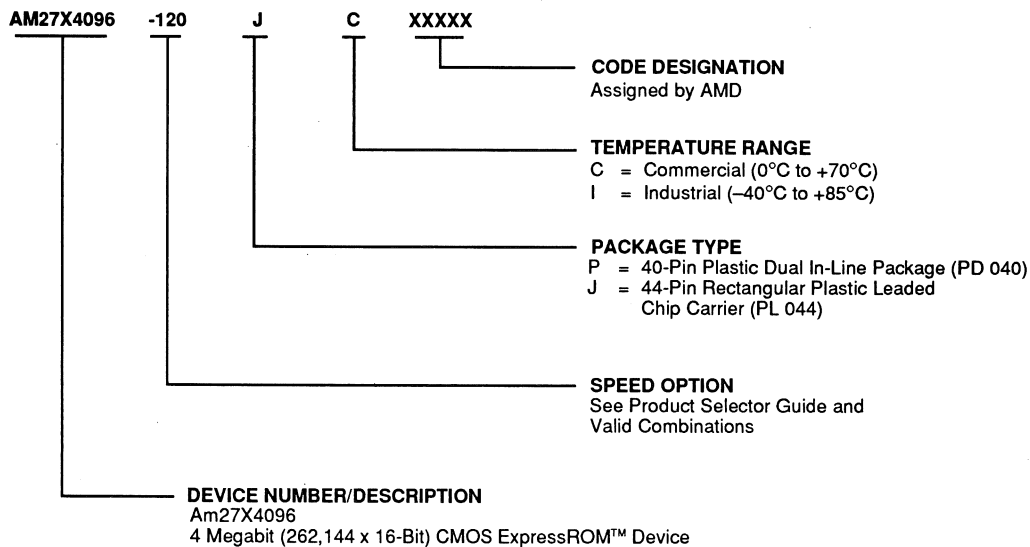 AM27X4096 -120 J C XXXXX
CODE DESIGNATION
Assigned by AMD
TEMPERATURE RANGE
C = Commercial (0°C to +70°C)
I = Industrial (–40°C to +85°C)
PACKAGE TYPE
P = 40-Pin Plastic Dual In-Line Package (PD 040)
J = 44-Pin Rectangular Plastic Leaded
Chip Carrier (PL 044)
SPEED OPTION
See Product Selector Guide and
Valid Combinations
DEVICE NUMBER/DESCRIPTION
Am27X4096
4 Megabit (262,144 x 16-Bit) CMOS ExpressROM™ Device